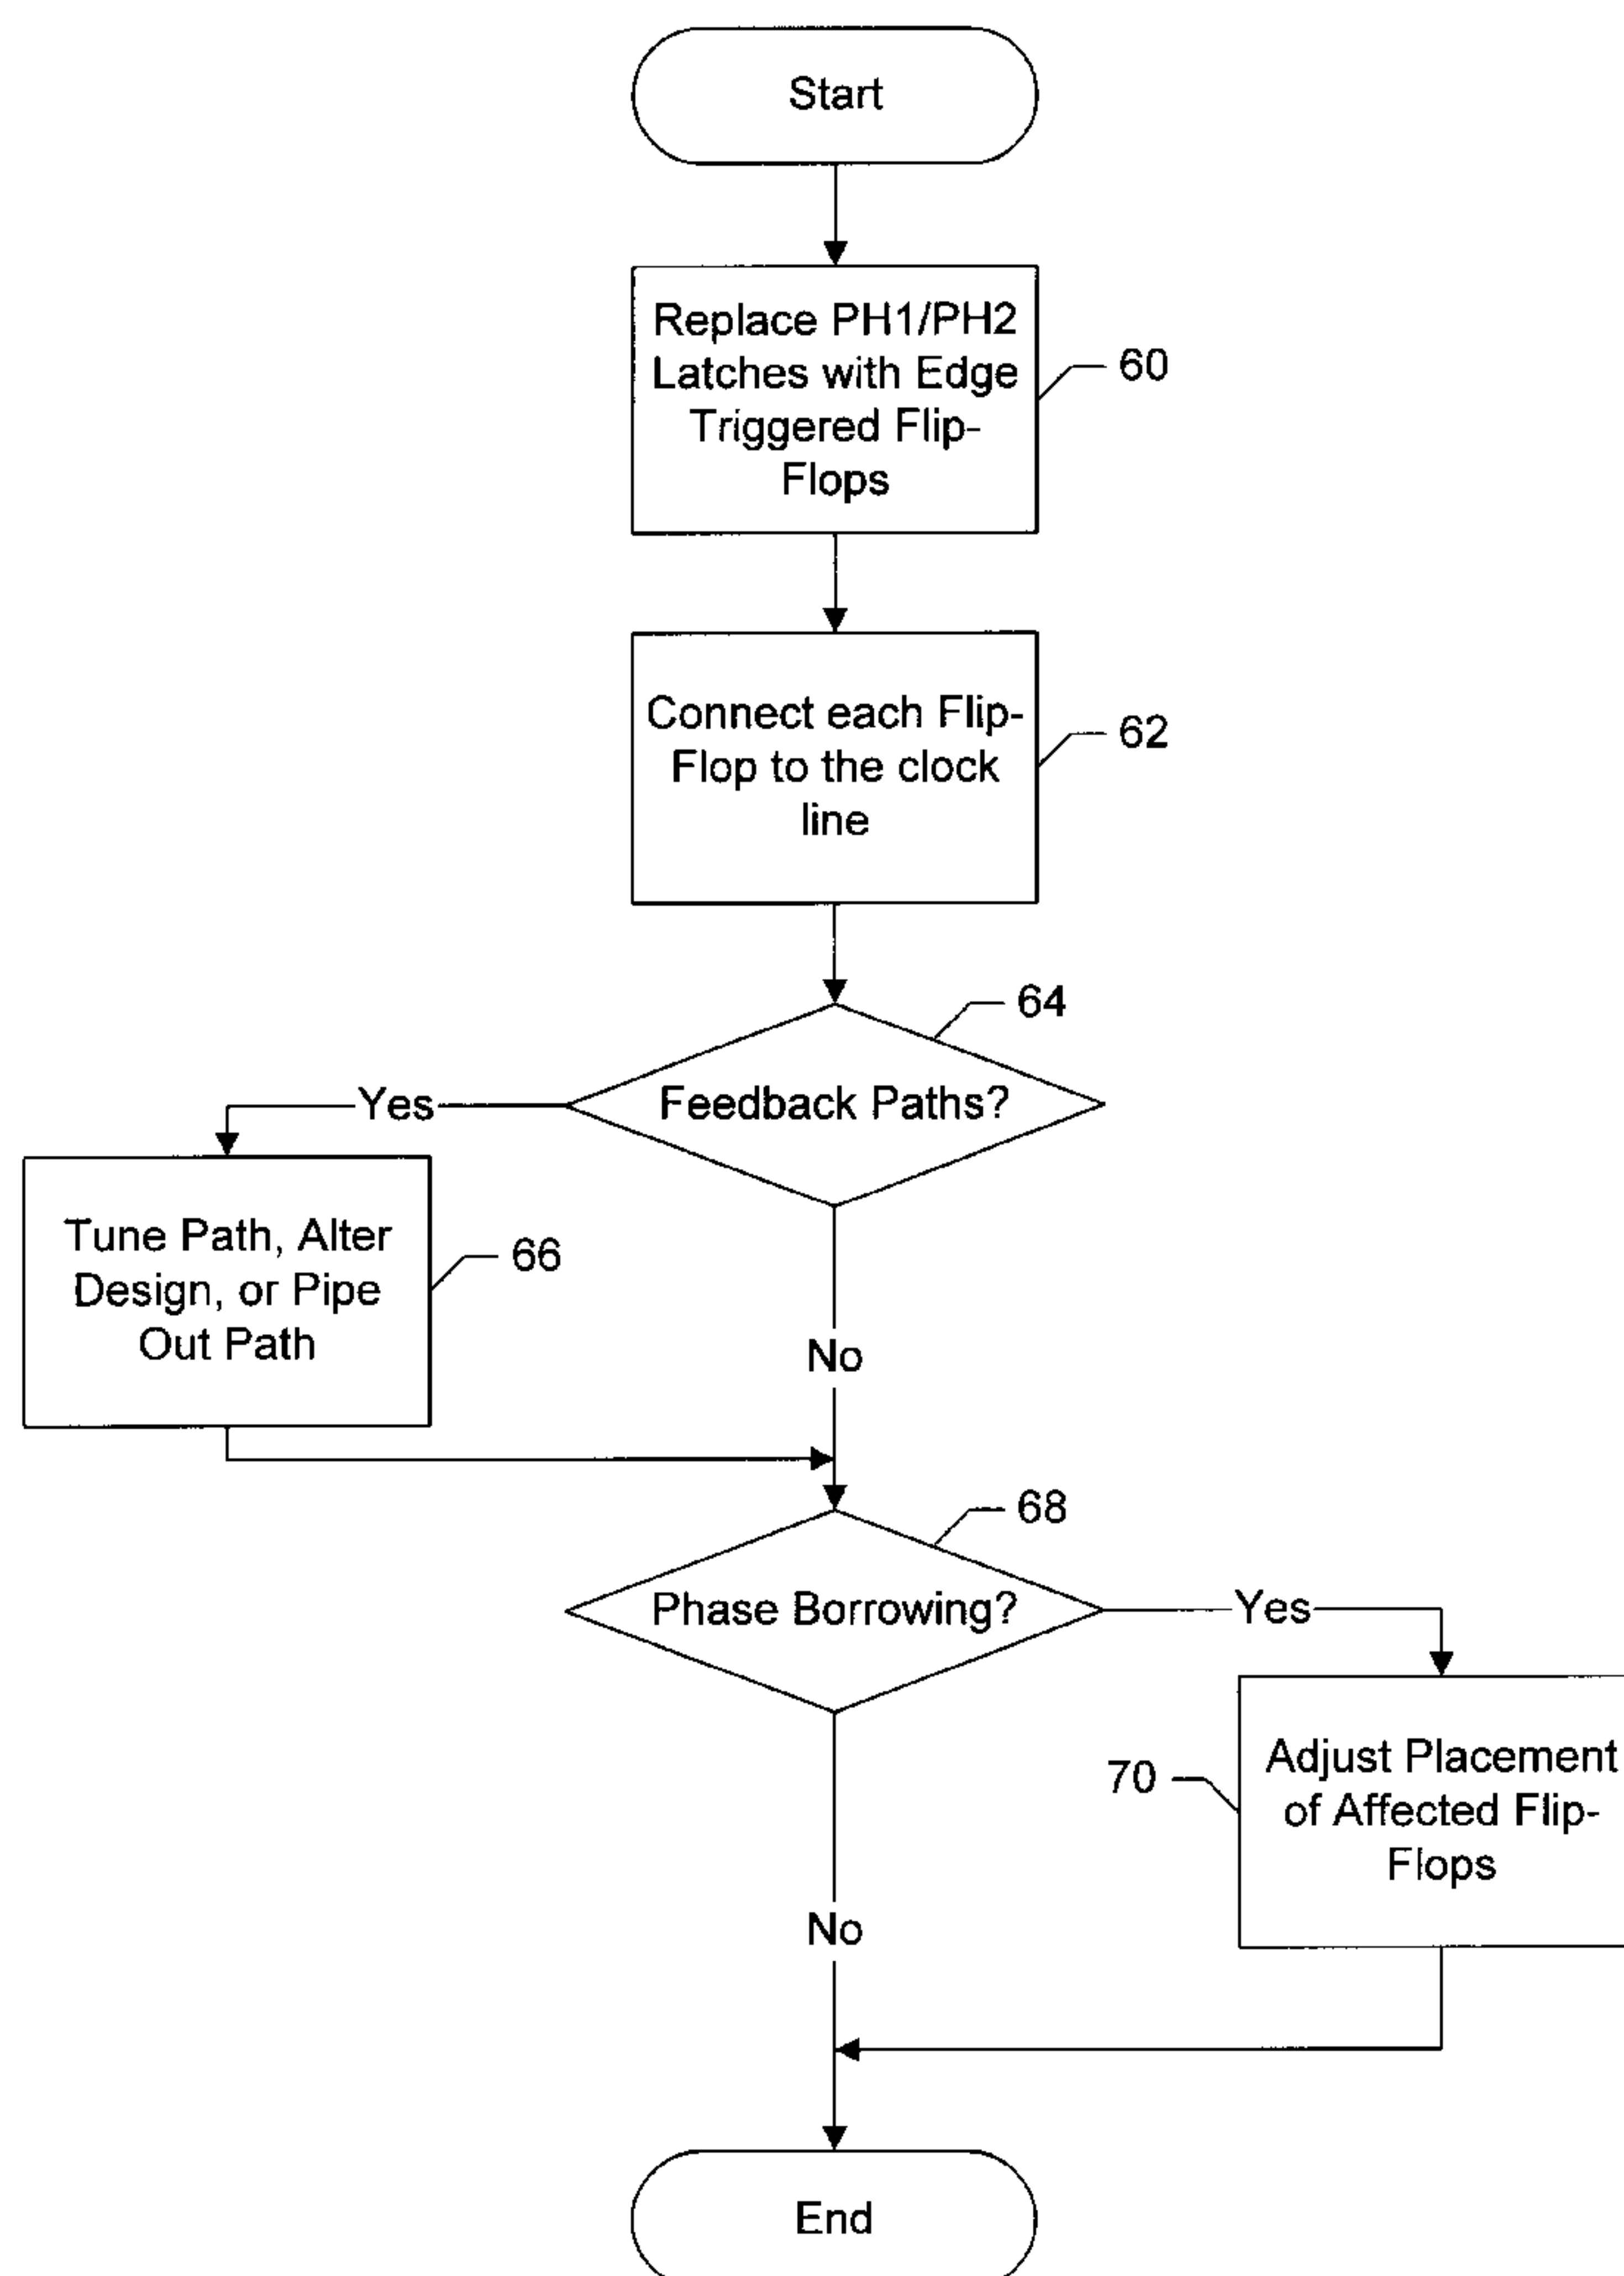 Start
Replace PH1/PH2
Latches with Edge
Triggered Flip-
Flops
60
Connect each Flip-
Flop to the clock
line
62
64
Feedback Paths?
Yes
Tune Path, Alter
Design, or Pipe
Out Path
66
No
68
Phase Borrowing?
Yes
Adjust Placement
of Affected Flip-
Flops
70
No
End